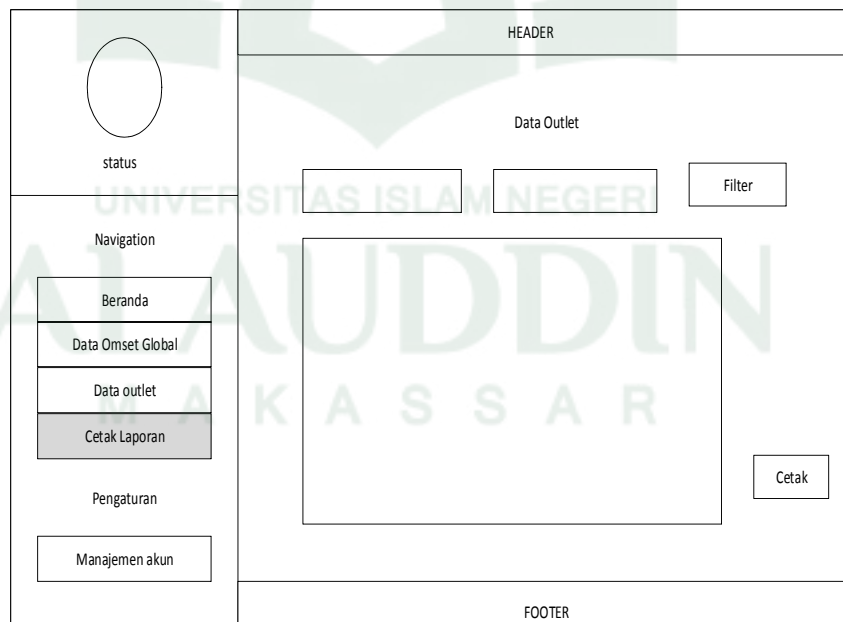 HEADER
status
Navigation
Beranda
Data Omset Global
Data outlet
Cetak Laporan
Pengaturan
Manajemen akun
Data Outlet
Filter
Cetak
FOOTER
UNIVERSITAS ISLAM NEGERI
ALAUDDIN
MAKASSAR